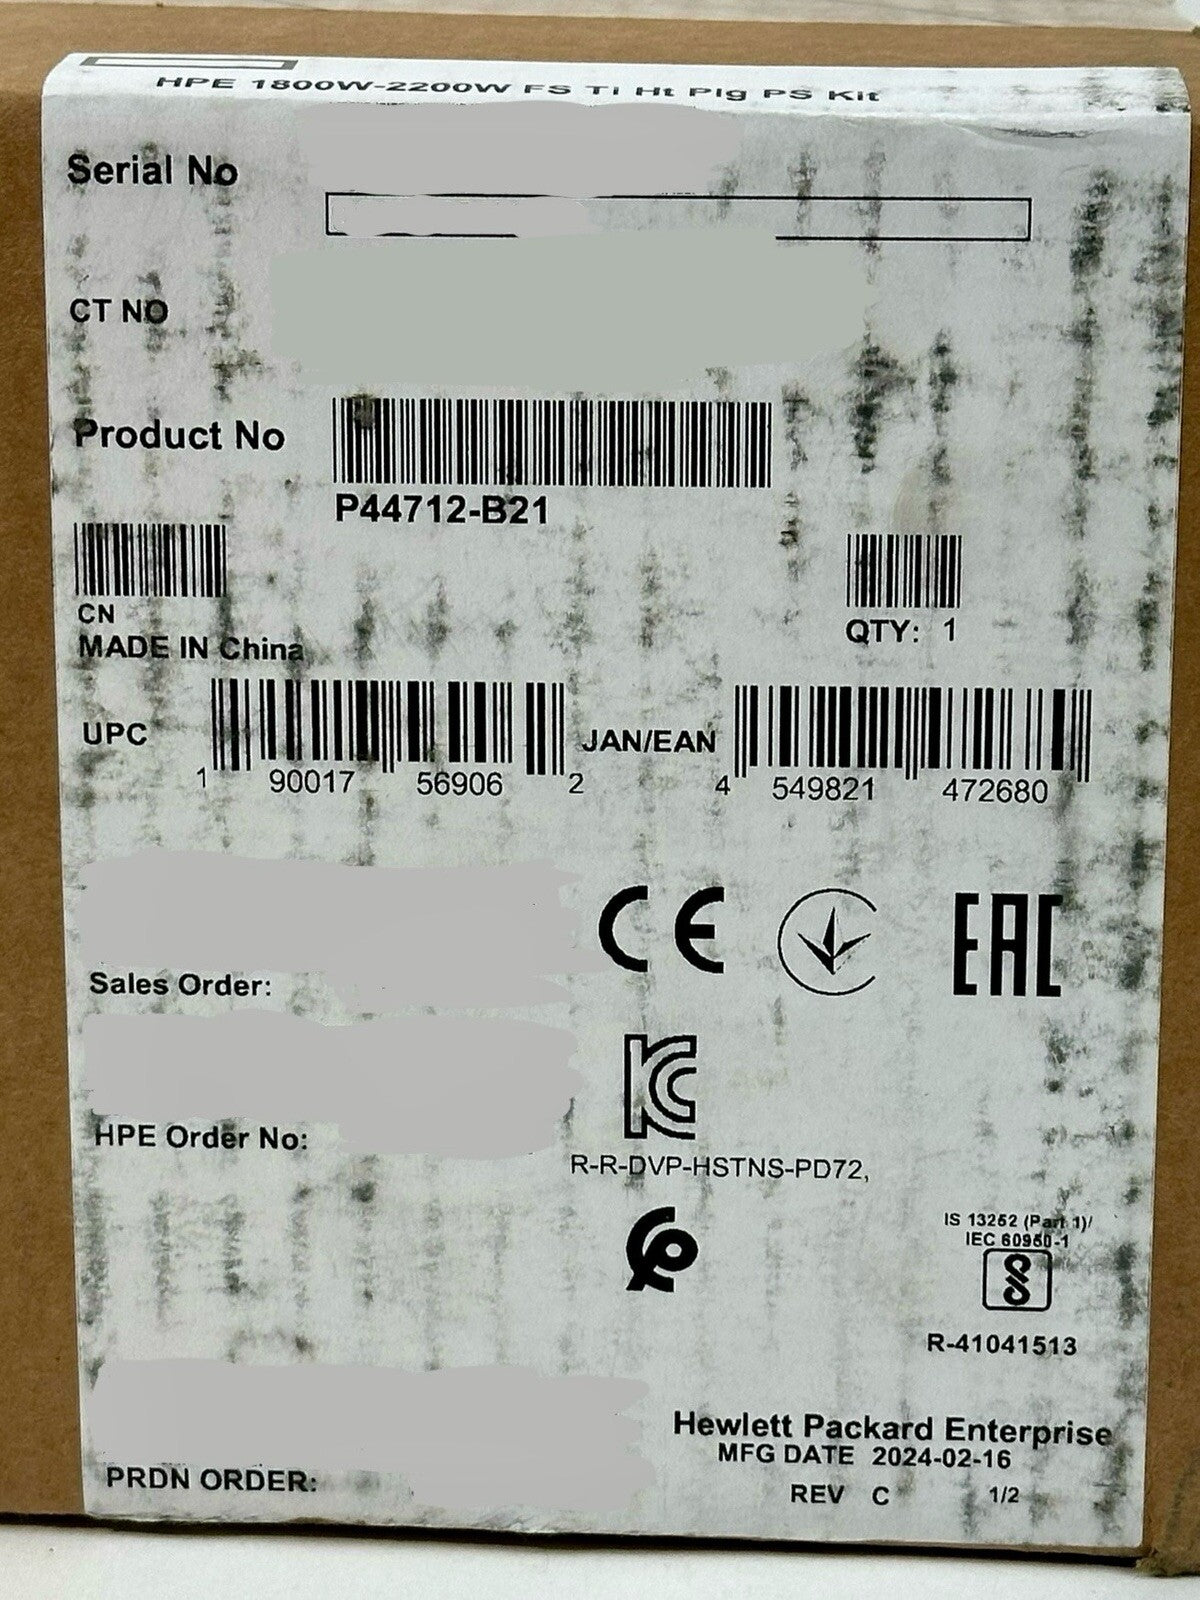 HPE 1800W-2200W FS Ti Ht Plg PS Kit
Serial No
CT NO
Product No
P44712-B21
CN
MADE IN China
QTY: 1
UPC
1 90017 56906 2
JAN/EAN
4 549821 472680
CE
EAC
Sales Order:
KC
HPE Order No:
R-R-DVP-HSTNS-PD72,
IS 13252 (Part 1)/
IEC 60950-1
R-41041513
Hewlett Packard Enterprise
MFG DATE 2024-02-16
PRDN ORDER:
REV C 1/2